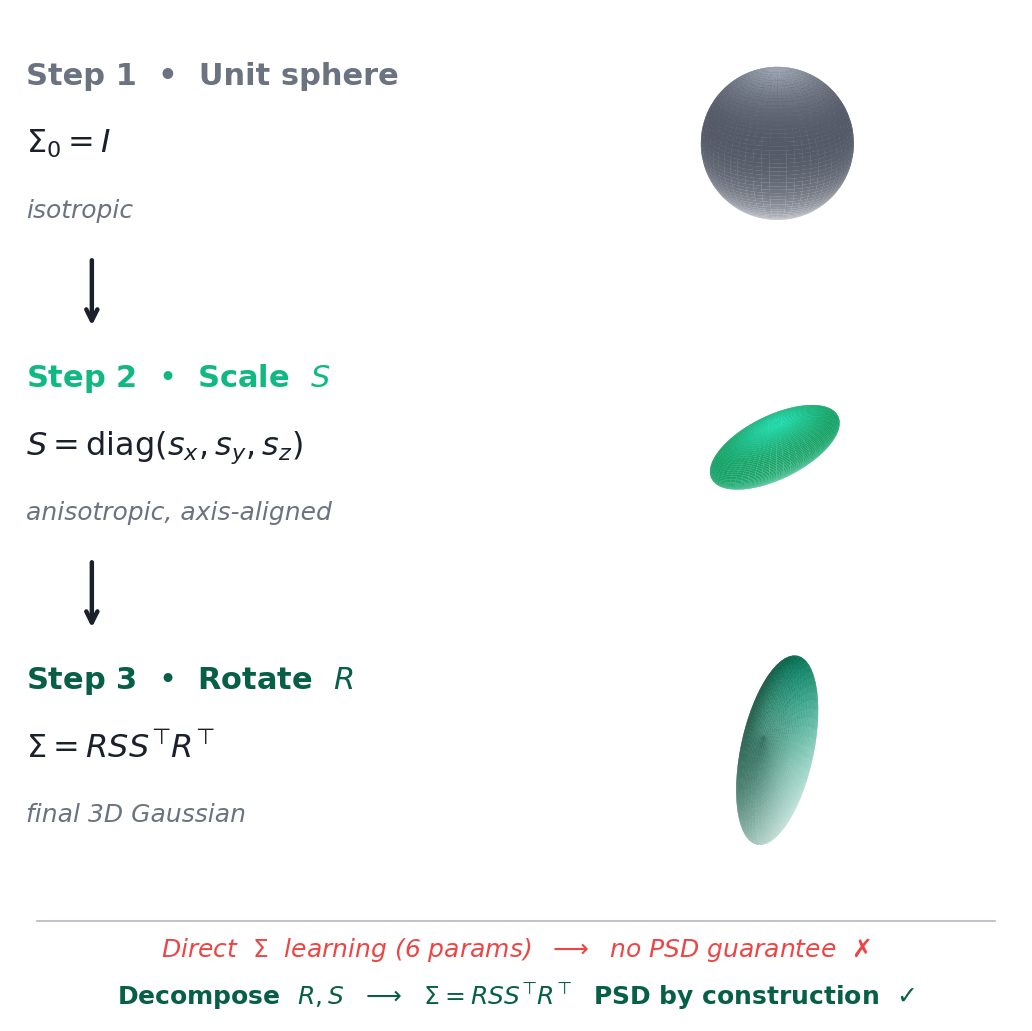 Step 1 • Unit sphere
Σ₀ = I
isotropic
Step 2 • Scale S
S = diag(sₓ, s_y, s_z)
anisotropic, axis-aligned
Step 3 • Rotate R
Σ = RSS⊤R⊤
final 3D Gaussian
Direct Σ learning (6 params) ⟶ no PSD guarantee ✗
Decompose R, S ⟶ Σ = RSS⊤R⊤ PSD by construction ✓